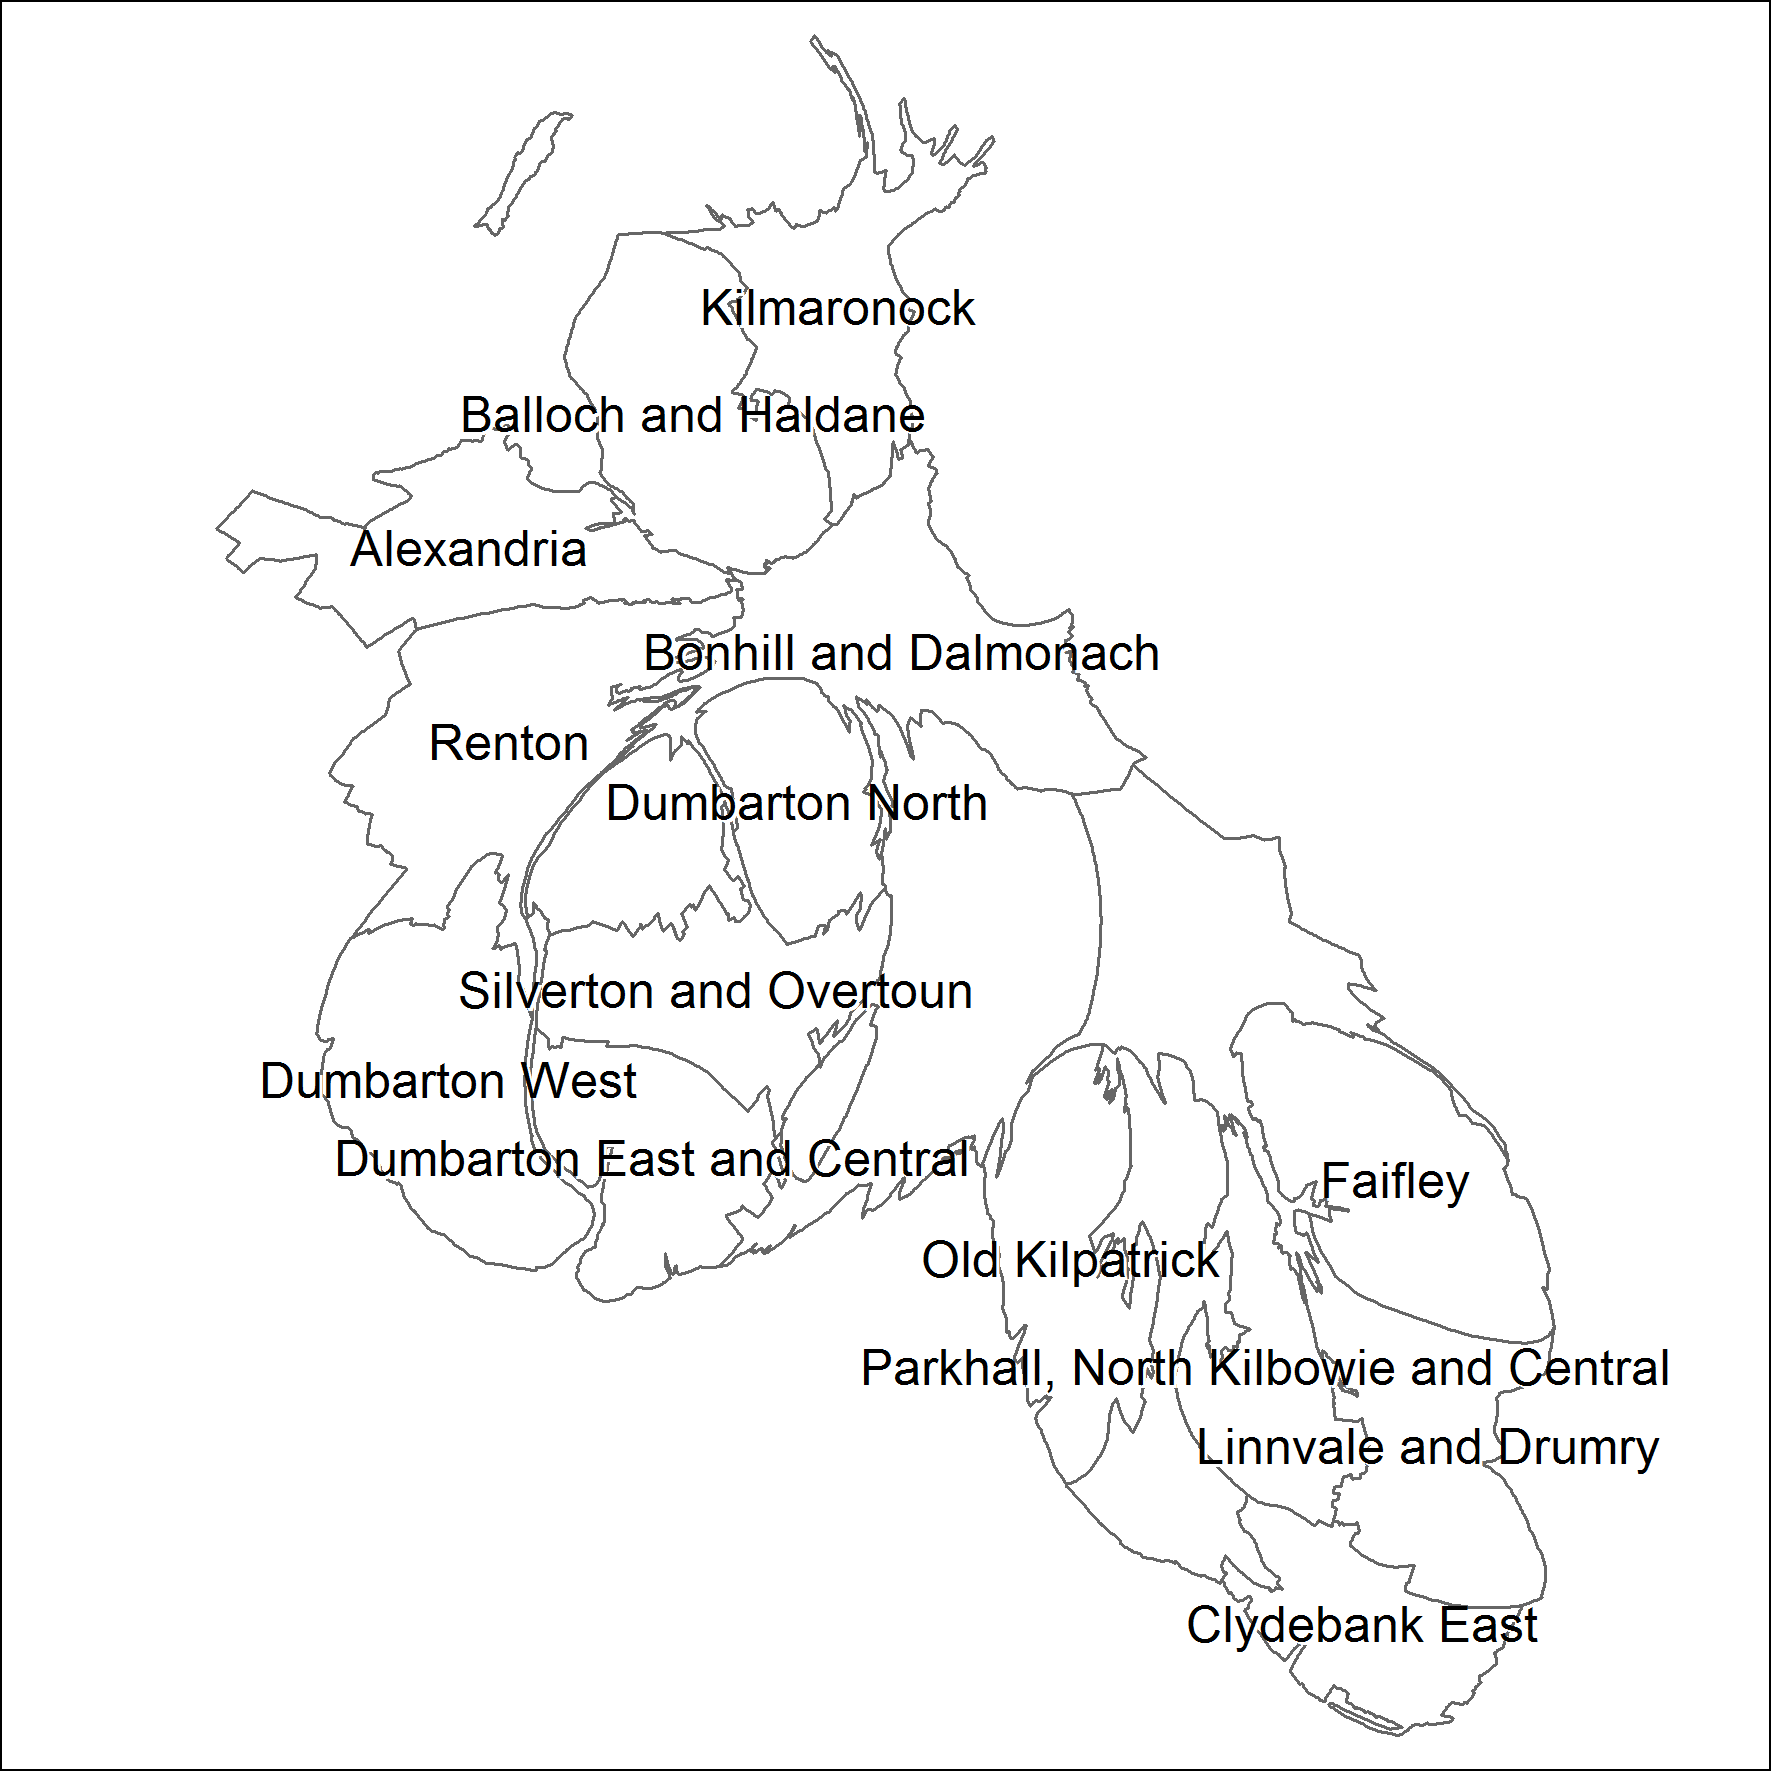 Kilmaronock
Balloch and Haldane
Alexandria
Bonhill and Dalmonach
Renton
Dumbarton North
Silverton and Overtoun
Dumbarton West
Dumbarton East and Central
Faifley
Old Kilpatrick
Parkhall, North Kilbowie and Central
Linnvale and Drumry
Clydebank East